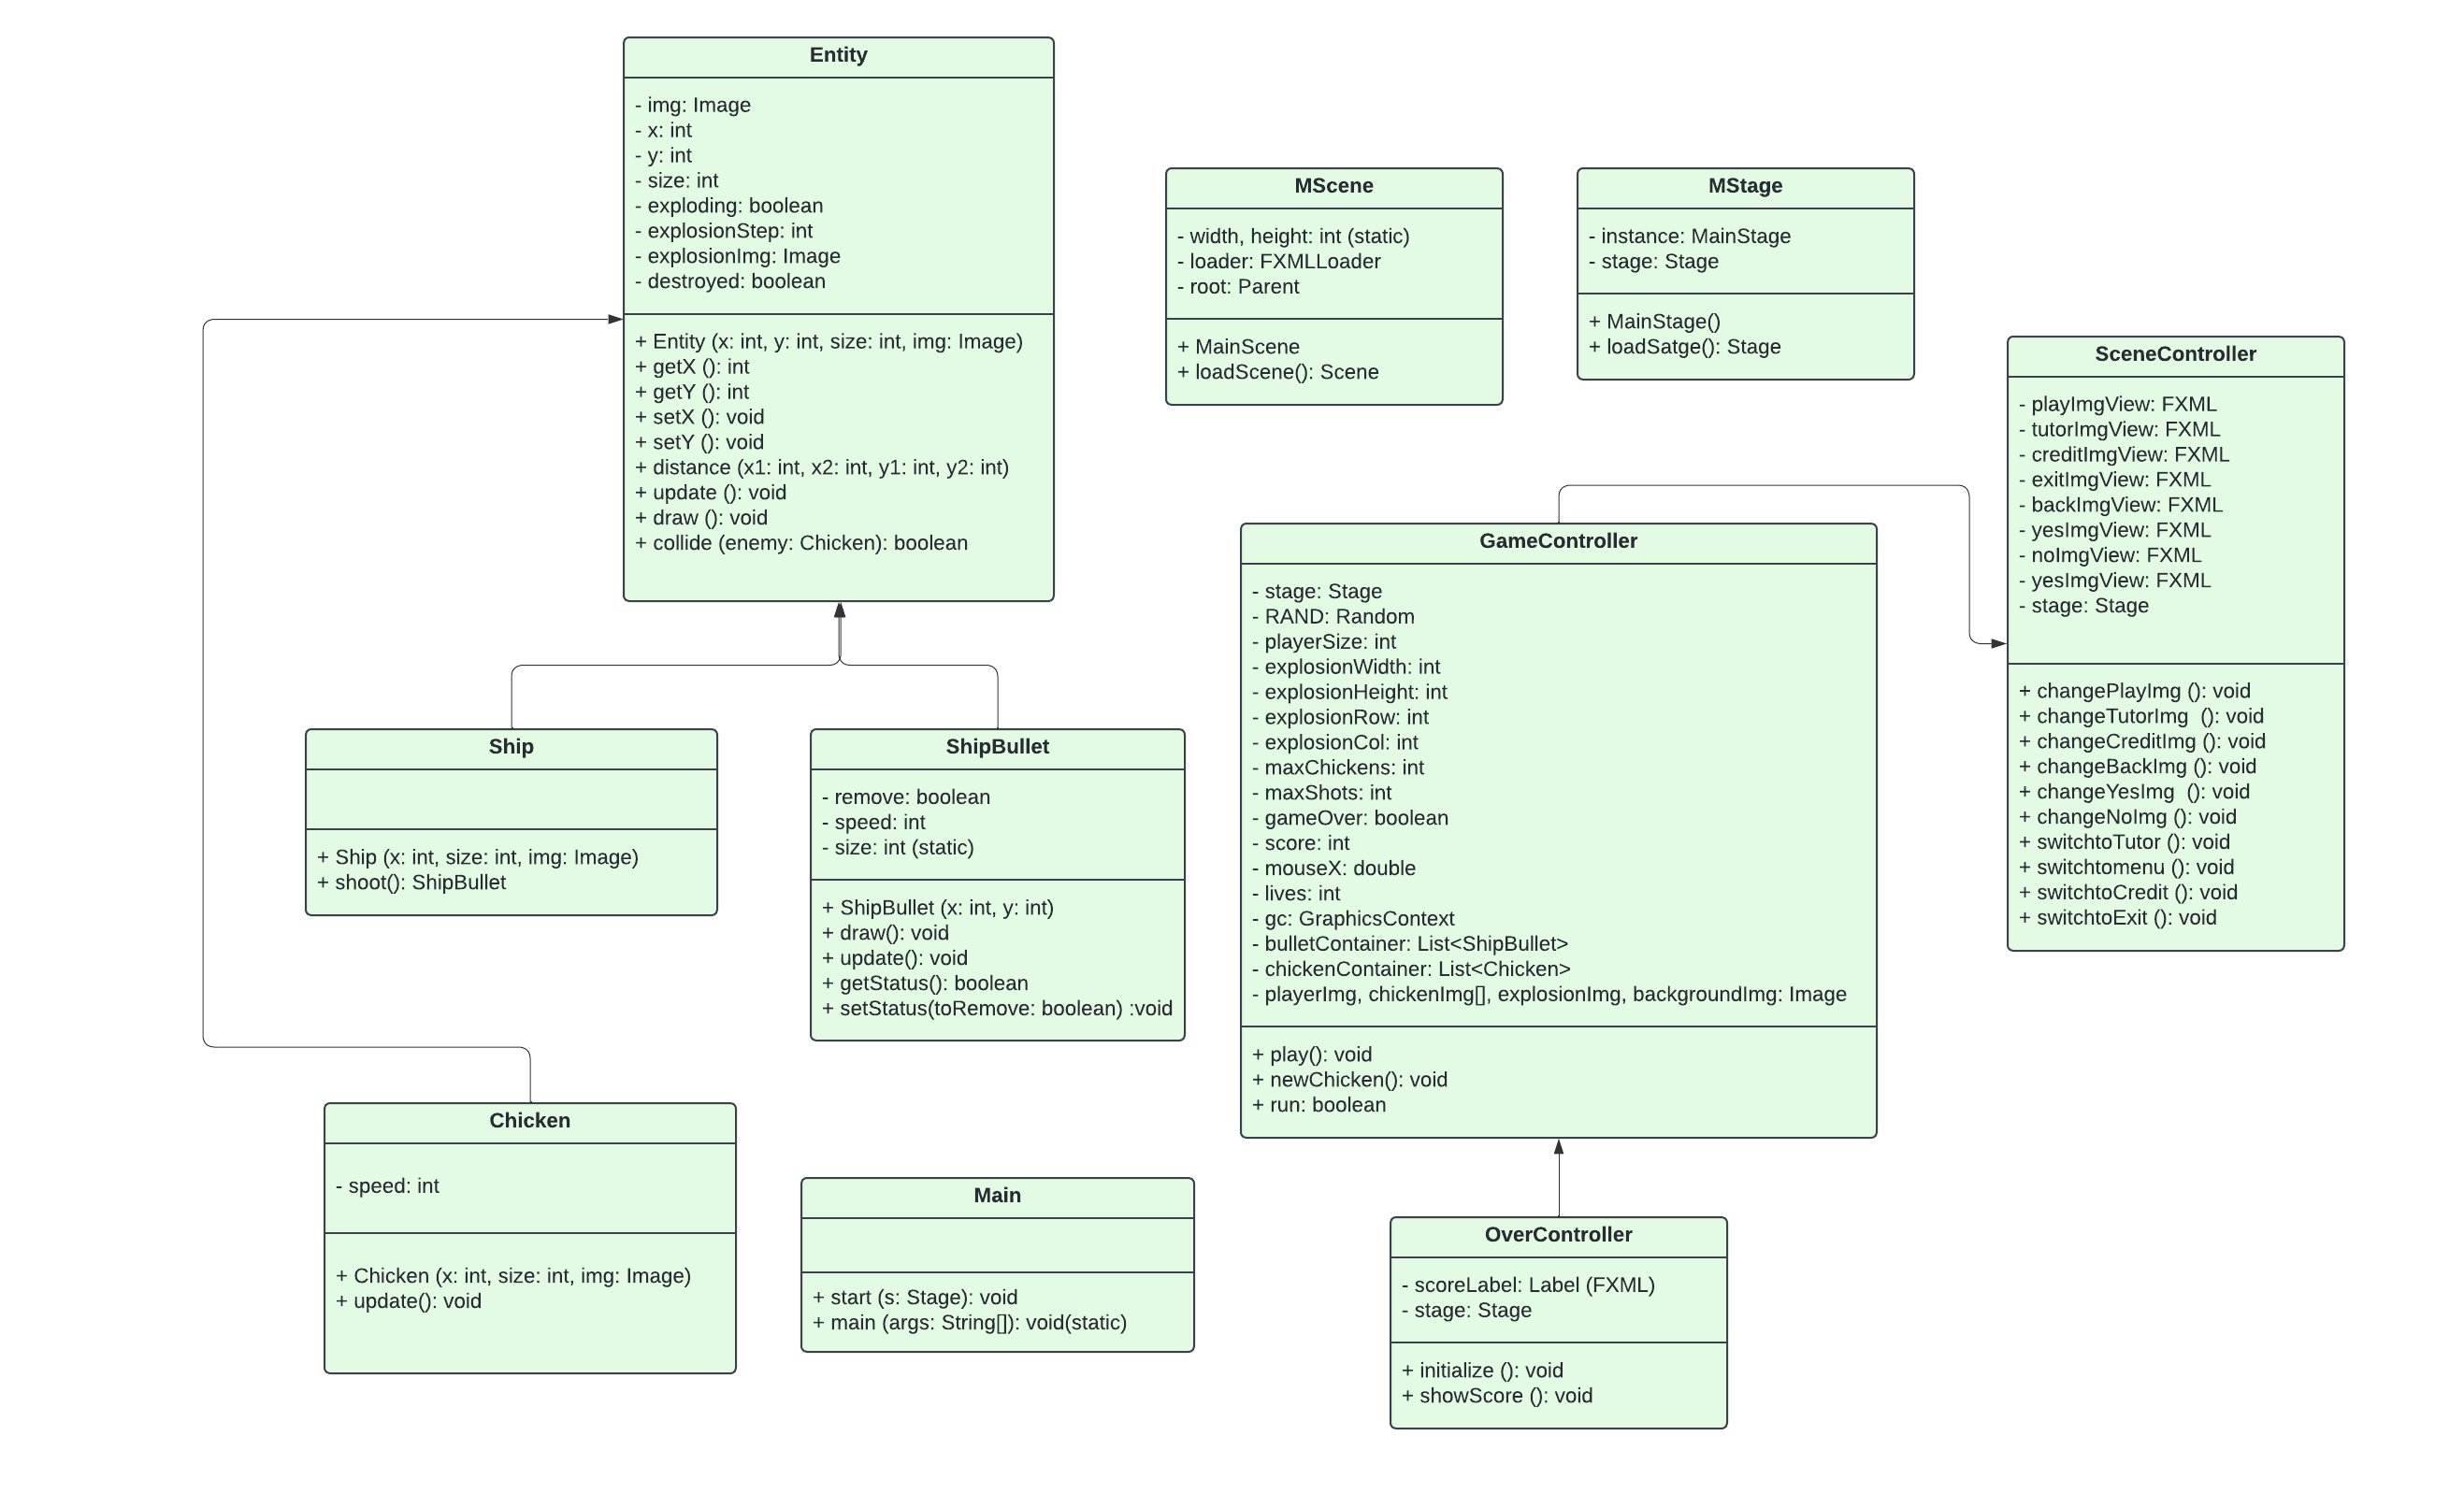 Entity
- img: Image
- x: int
- y: int
- size: int
- exploding: boolean
- explosionStep: int
- explosionImg: Image
- destroyed: boolean
+ Entity (x: int, y: int, size: int, img: Image)
+ getX (): int
+ getY (): int
+ setX (): void
+ setY (): void
+ distance (x1: int, x2: int, y1: int, y2: int)
+ update (): void
+ draw (): void
+ collide (enemy: Chicken): boolean
MScene
- width, height: int (static)
- loader: FXMLLoader
- root: Parent
+ MainScene
+ loadScene(): Scene
MStage
- instance: MainStage
- stage: Stage
+ MainStage()
+ loadSatge(): Stage
SceneController
- playImgView: FXML
- tutorImgView: FXML
- creditImgView: FXML
- exitImgView: FXML
- backImgView: FXML
- yesImgView: FXML
- noImgView: FXML
- yesImgView: FXML
- stage: Stage
+ changePlayImg (): void
+ changeTutorImg  (): void
+ changeCreditImg (): void
+ changeBackImg (): void
+ changeYesImg  (): void
+ changeNoImg (): void
+ switchtoTutor (): void
+ switchtomenu (): void
+ switchtoCredit (): void
+ switchtoExit (): void
GameController
- stage: Stage
- RAND: Random
- playerSize: int
- explosionWidth: int
- explosionHeight: int
- explosionRow: int
- explosionCol: int
- maxChickens: int
- maxShots: int
- gameOver: boolean
- score: int
- mouseX: double
- lives: int
- gc: GraphicsContext
- bulletContainer: List<ShipBullet>
- chickenContainer: List<Chicken>
- playerImg, chickenImg[], explosionImg, backgroundImg: Image
+ play(): void
+ newChicken(): void
+ run: boolean
Ship
+ Ship (x: int, size: int, img: Image)
+ shoot(): ShipBullet
ShipBullet
- remove: boolean
- speed: int
- size: int (static)
+ ShipBullet (x: int, y: int)
+ draw(): void
+ update(): void
+ getStatus(): boolean
+ setStatus(toRemove: boolean) :void
Chicken
- speed: int
+ Chicken (x: int, size: int, img: Image)
+ update(): void
Main
+ start (s: Stage): void
+ main (args: String[]): void(static)
OverController
- scoreLabel: Label (FXML)
- stage: Stage
+ initialize (): void
+ showScore (): void